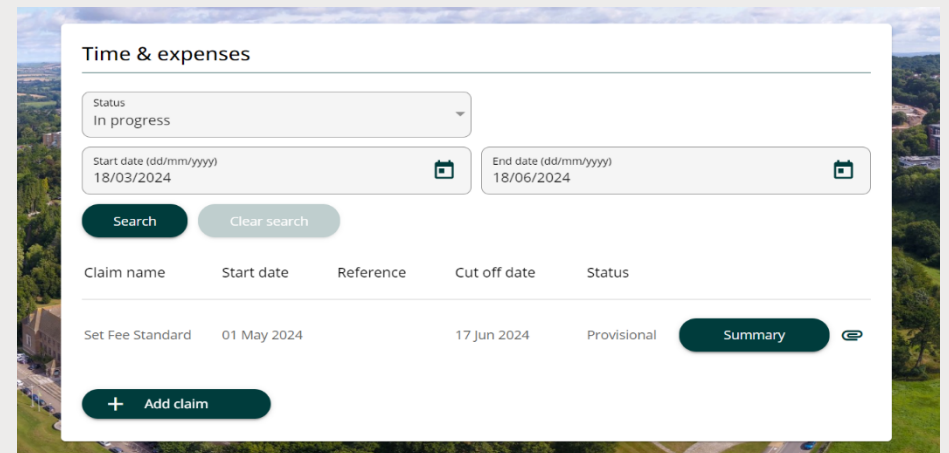 Time & expenses
Status
In progress
Start date (dd/mm/yyyy)
18/03/2024
End date (dd/mm/yyyy)
18/06/2024
Search
Clear search
Claim name Start date Reference Cut off date Status
Set Fee Standard 01 May 2024 17 Jun 2024 Provisional Summary
+ Add claim